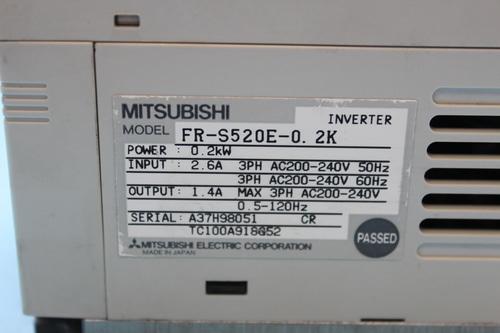 MITSUBISHI INVERTER
MODEL FR-S520E-0.2K
POWER : 0.2kW
INPUT : 2.6A 3PH AC200-240V 50Hz
3PH AC200-240V 60Hz
OUTPUT: 1.4A MAX 3PH AC200-240V
0.5-120Hz
SERIAL: A37H98051 CR
TC100A918G52
PASSED
MITSUBISHI ELECTRIC CORPORATION
MADE IN JAPAN